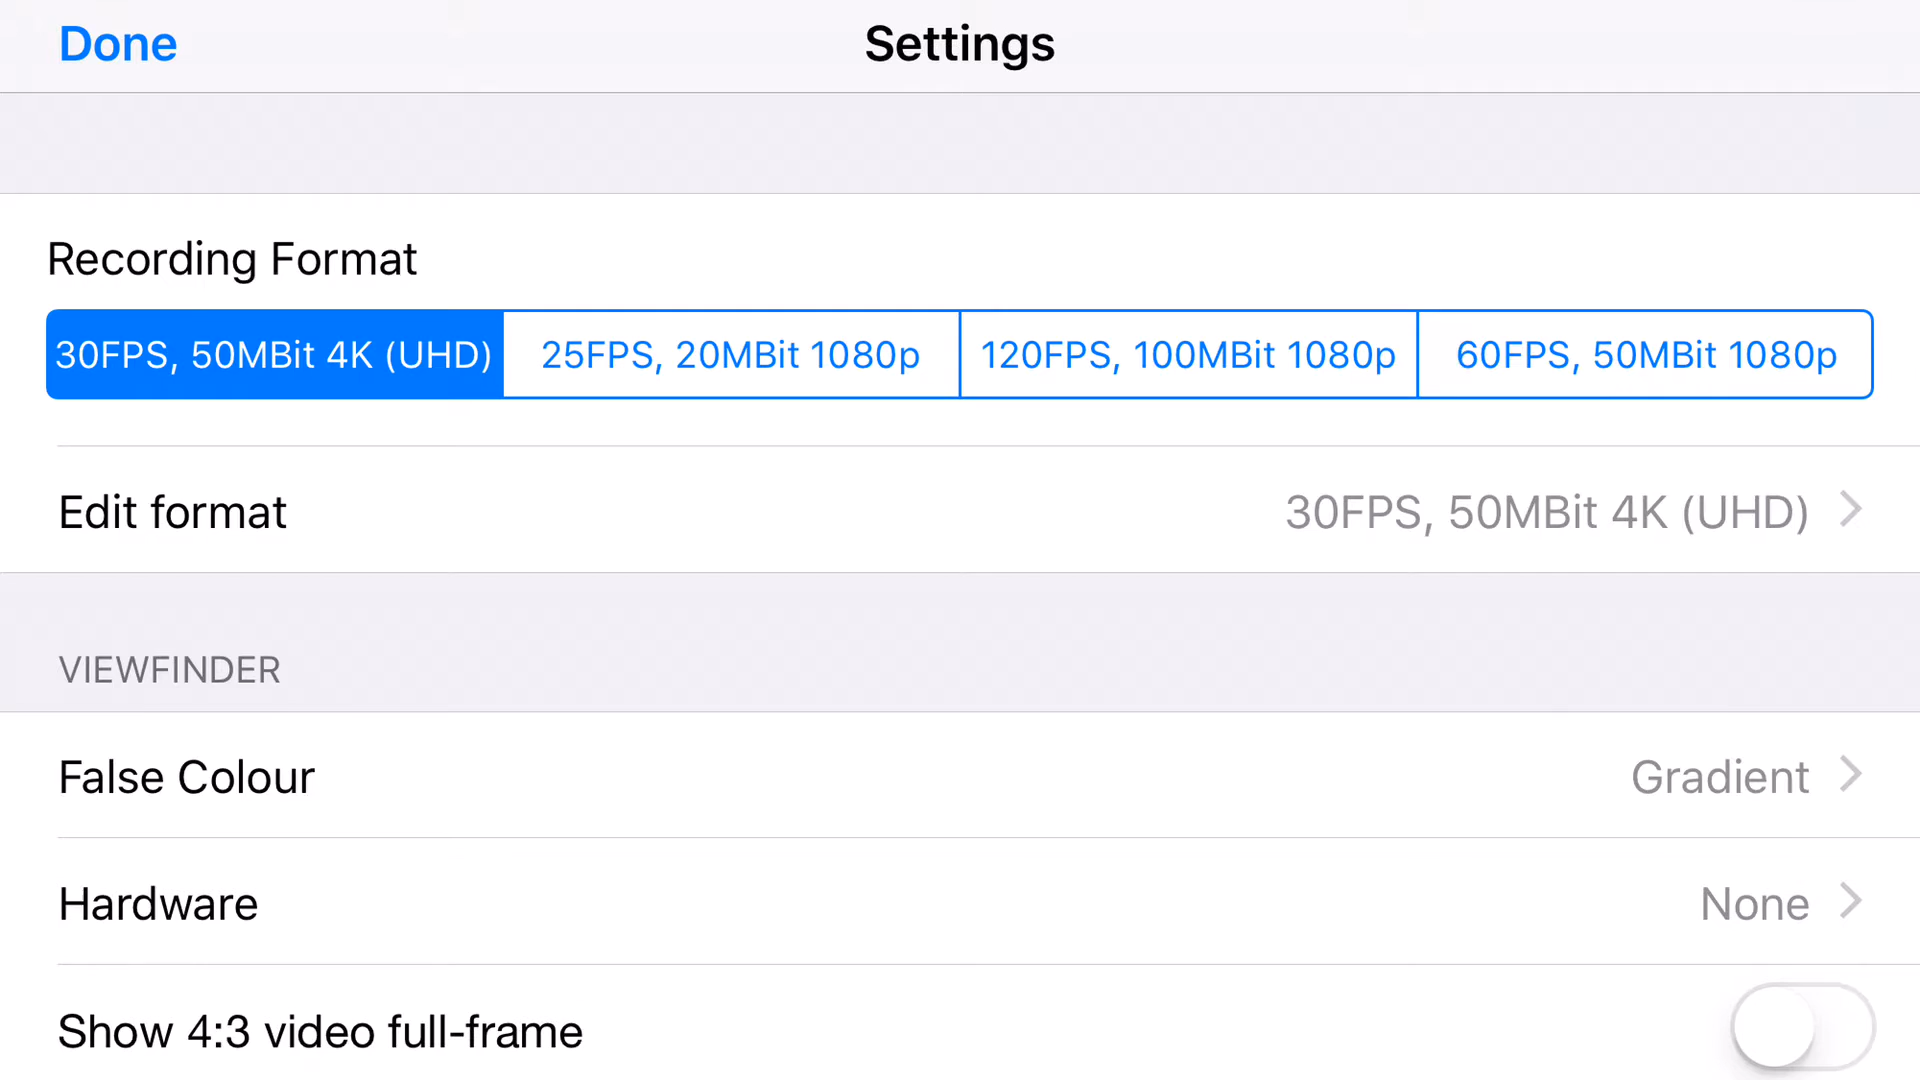 Done
Settings
Recording Format
30FPS, 50MBit 4K (UHD)
25FPS, 20MBit 1080p
120FPS, 100MBit 1080p
60FPS, 50MBit 1080p
Edit format
30FPS, 50MBit 4K (UHD)
VIEWFINDER
False Colour
Gradient
Hardware
None
Show 4:3 video full-frame